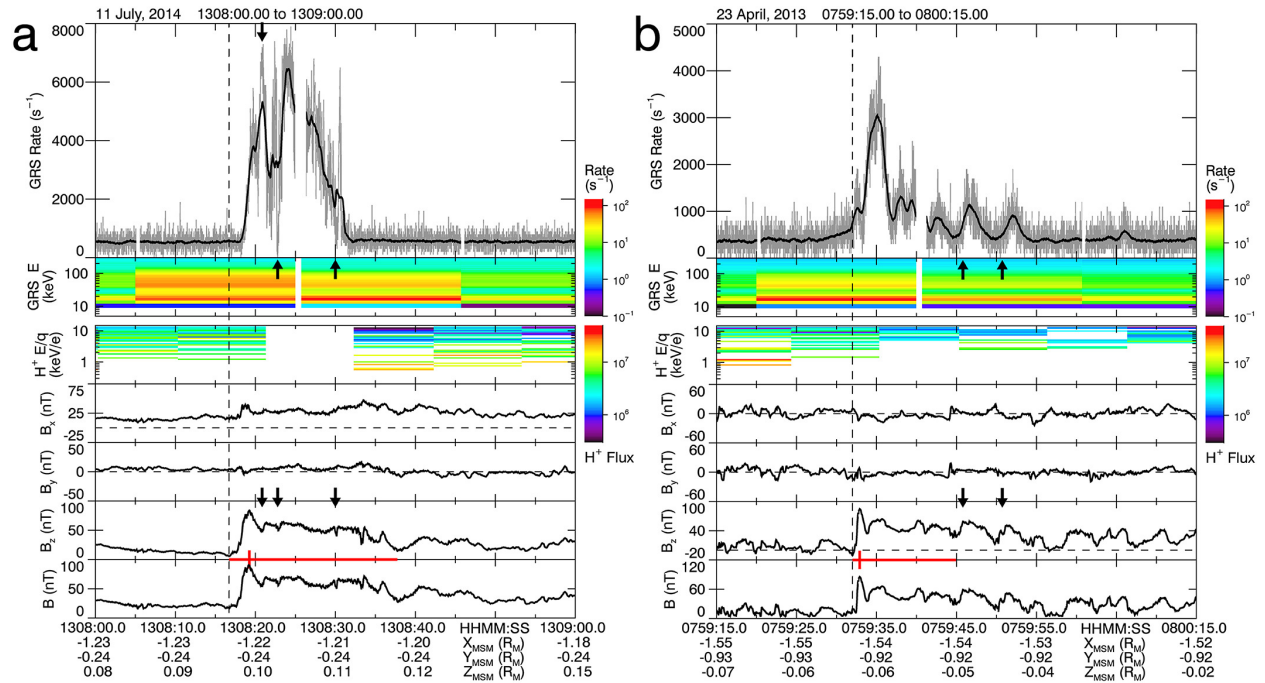 a
11 July, 2014 1308:00.00 to 1309:00.00
8000
6000
4000
2000
0
GRS Rate (s⁻¹)
GRS E
(keV)
100
10
H⁺ E/q
(keV/e)
10
1
Rate
(s⁻¹)
10²
10¹
10⁰
10⁻¹
10⁷
10⁶
H⁺ Flux
Bₓ (nT)
75
25
-25
B_y (nT)
50
0
-50
B_z (nT)
100
50
0
B (nT)
100
50
0
1308:00.0 1308:10.0 1308:20.0 1308:30.0 HHMM:SS 1309:00.0
-1.23 -1.23 -1.22 -1.21 -1.20 X_MSM (R_M) -1.18
-0.24 -0.24 -0.24 -0.24 -0.24 Y_MSM (R_M) -0.24
0.08 0.09 0.10 0.11 0.12 Z_MSM (R_M) 0.15
b
23 April, 2013 0759:15.00 to 0800:15.00
5000
4000
3000
2000
1000
0
GRS Rate (s⁻¹)
GRS E
(keV)
100
10
H⁺ E/q
(keV/e)
10
1
Rate
(s⁻¹)
10²
10¹
10⁰
10⁻¹
10⁷
10⁶
H⁺ Flux
Bₓ (nT)
60
0
-60
B_y (nT)
60
0
-60
B_z (nT)
100
40
-20
B (nT)
120
60
0
0759:15.0 0759:25.0 0759:35.0 0759:45.0 0759:55.0 HHMM:SS 0800:15.0
-1.55 -1.55 -1.54 -1.54 -1.53 X_MSM (R_M) -1.52
-0.93 -0.93 -0.92 -0.92 -0.92 Y_MSM (R_M) -0.92
-0.07 -0.06 -0.06 -0.05 -0.04 Z_MSM (R_M) -0.02